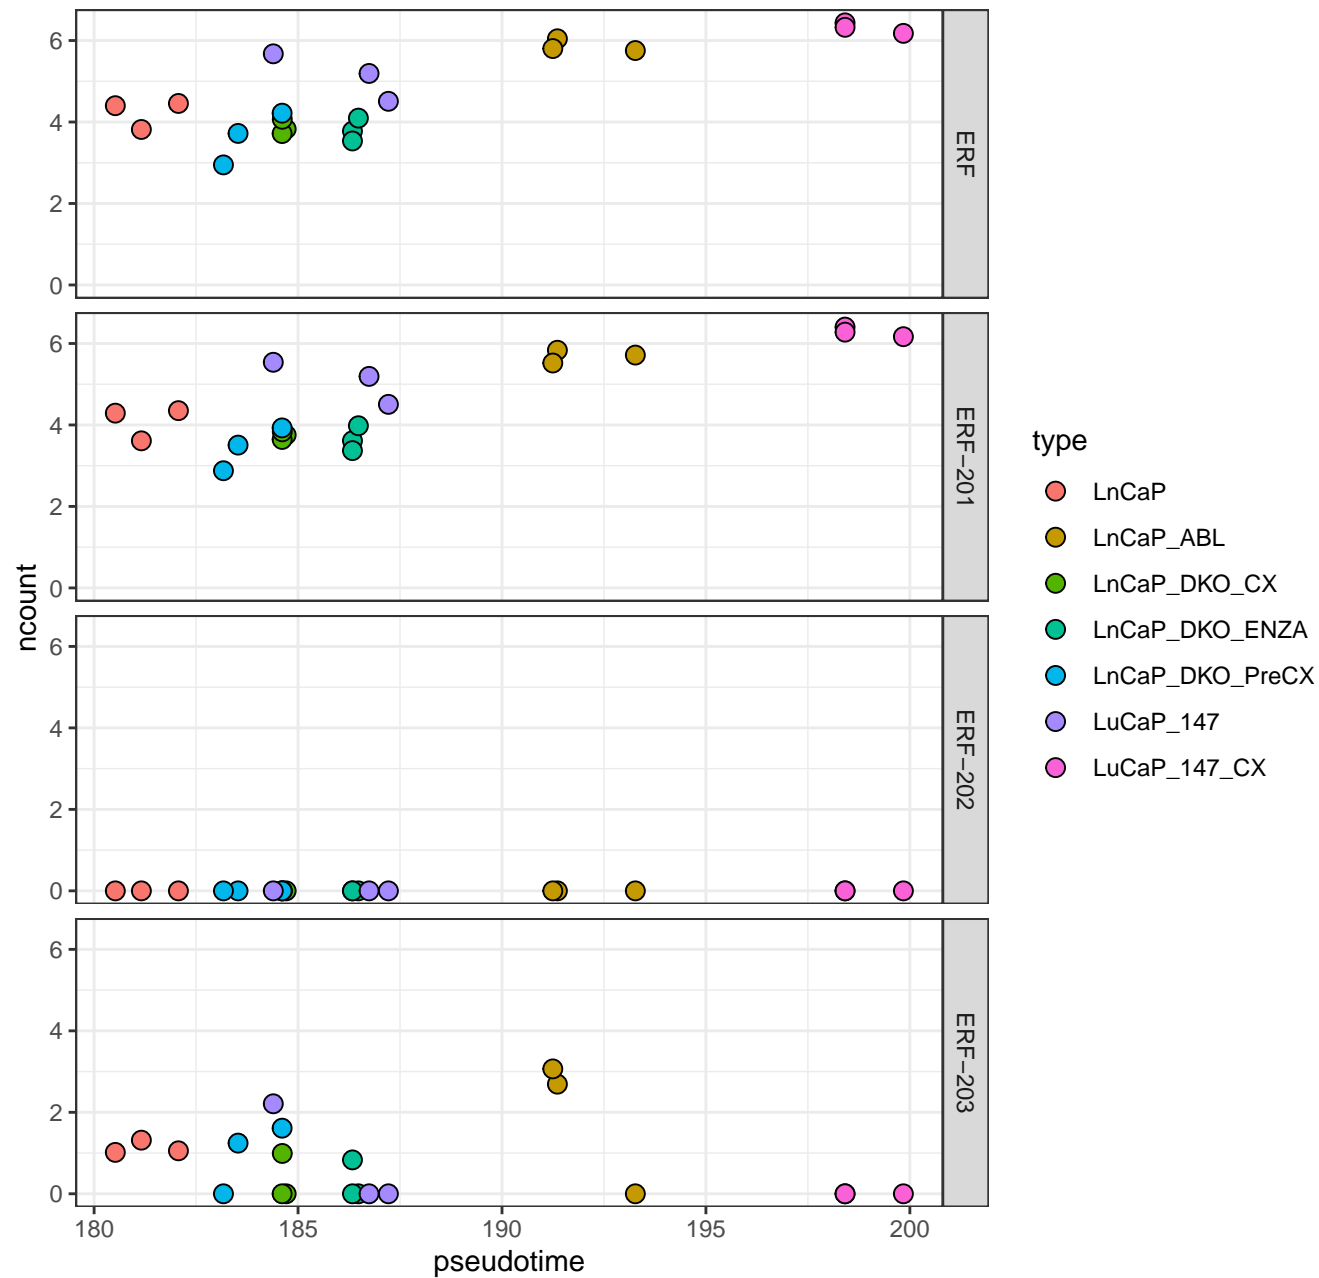 ncount
6
4
2
0
ERF
6
4
2
0
ERF-201
6
4
2
0
ERF-202
6
4
2
0
ERF-203
180 185 190 195 200
pseudotime
type
LnCaP
LnCaP_ABL
LnCaP_DKO_CX
LnCaP_DKO_ENZA
LnCaP_DKO_PreCX
LuCaP_147
LuCaP_147_CX